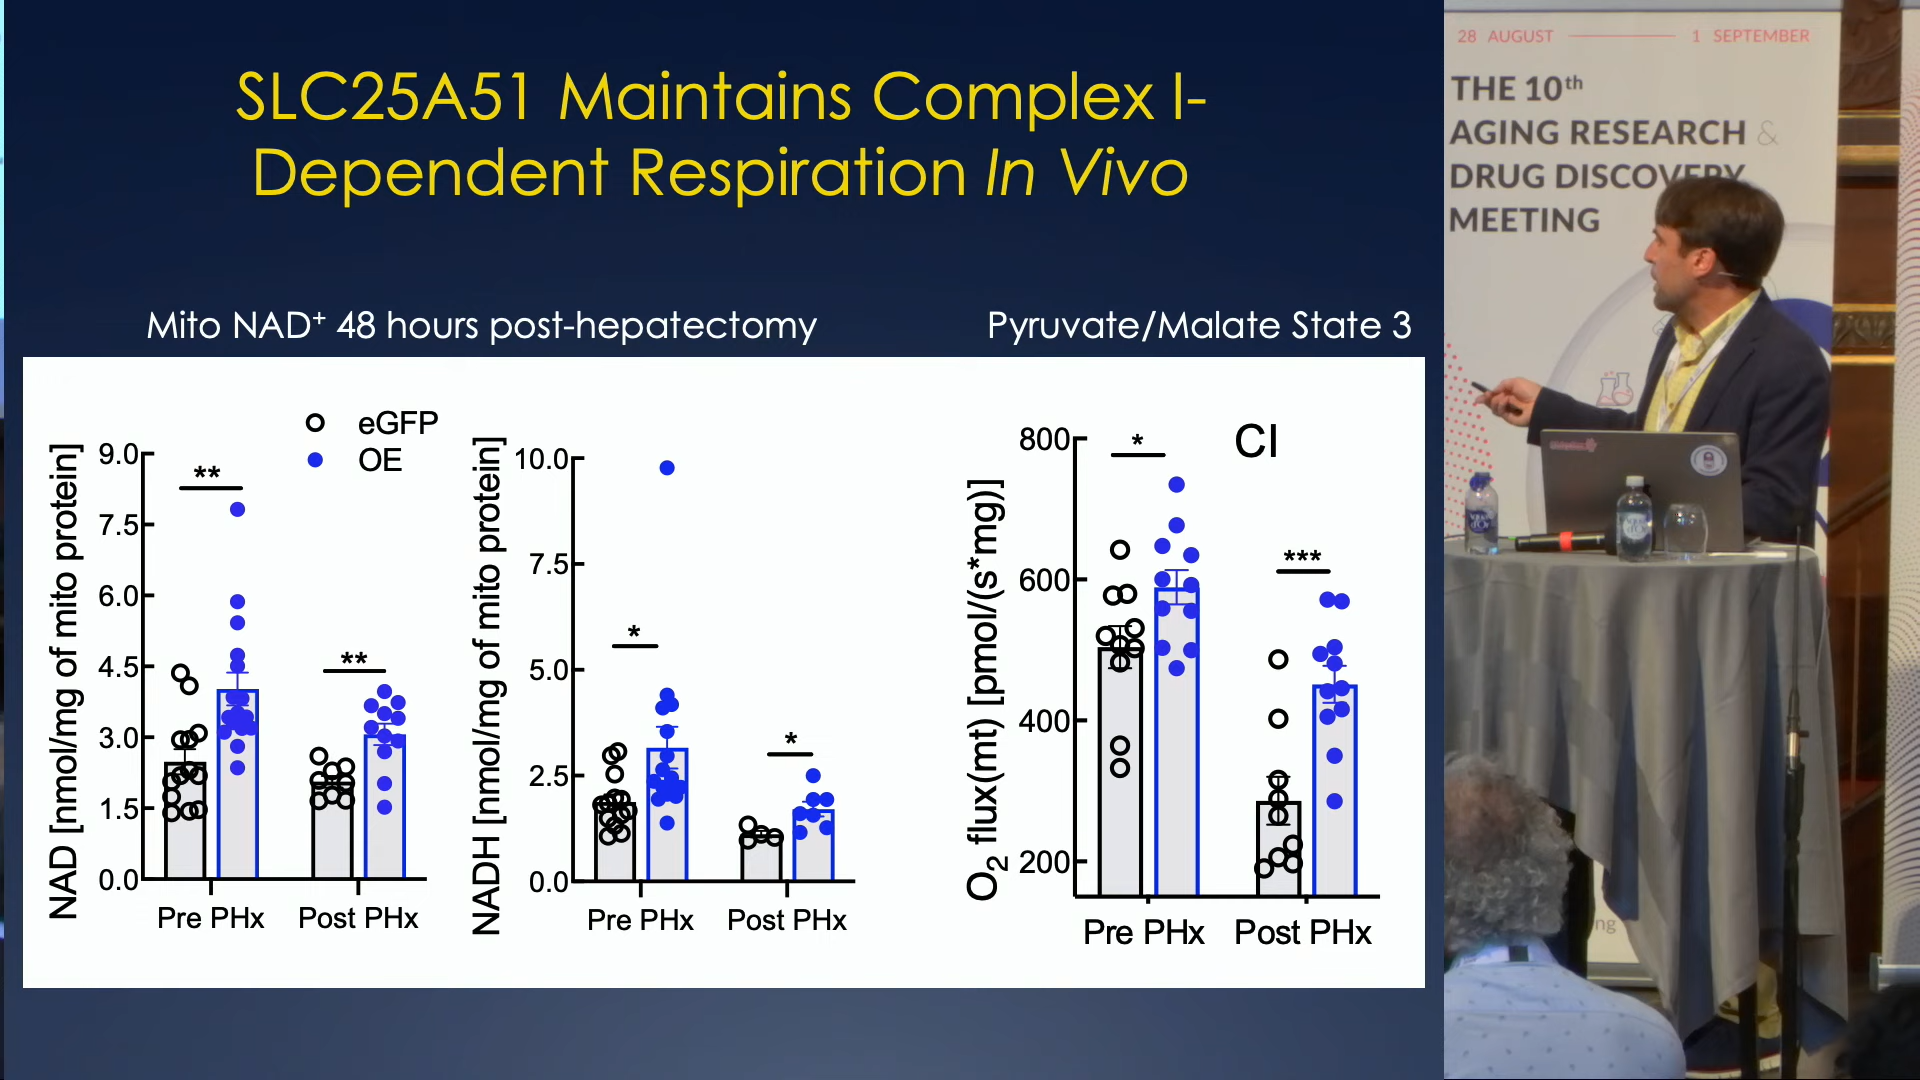 SLC25A51 Maintains Complex I-
Dependent Respiration In Vivo
Mito NAD⁺ 48 hours post-hepatectomy
Pyruvate/Malate State 3
eGFP
OE
NAD [nmol/mg of mito protein]
9.0
7.5
6.0
4.5
3.0
1.5
0.0
**
**
Pre PHx
Post PHx
NADH [nmol/mg of mito protein]
10.0
7.5
5.0
2.5
0.0
*
*
Pre PHx
Post PHx
CI
O₂ flux(mt) [pmol/(s*mg)]
800
600
400
200
*
***
Pre PHx
Post PHx
28 AUGUST
1 SEPTEMBER
THE 10th
AGING RESEARCH &
DRUG DISCOVERY
MEETING